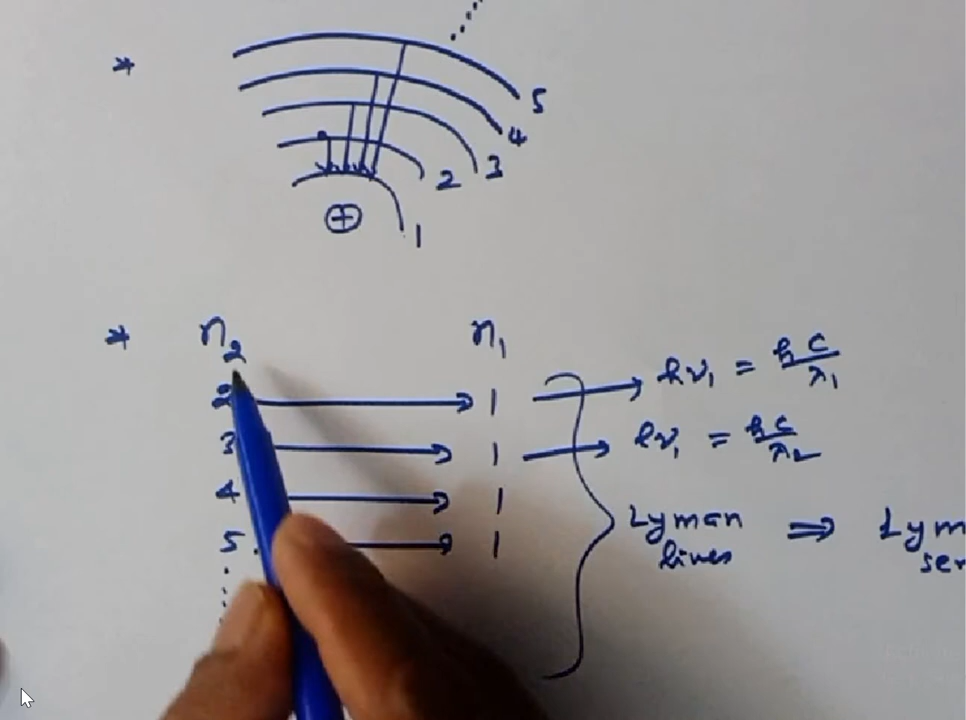 *
5
4
3
2
1
⊕
* n₂ n₁
2 → 1 → hν₁ = hc/λ₁
3 → 1 → hν₁ = hc/λ₂
4 → 1
5 → 1
Lyman lines ⇒ Lym
ser